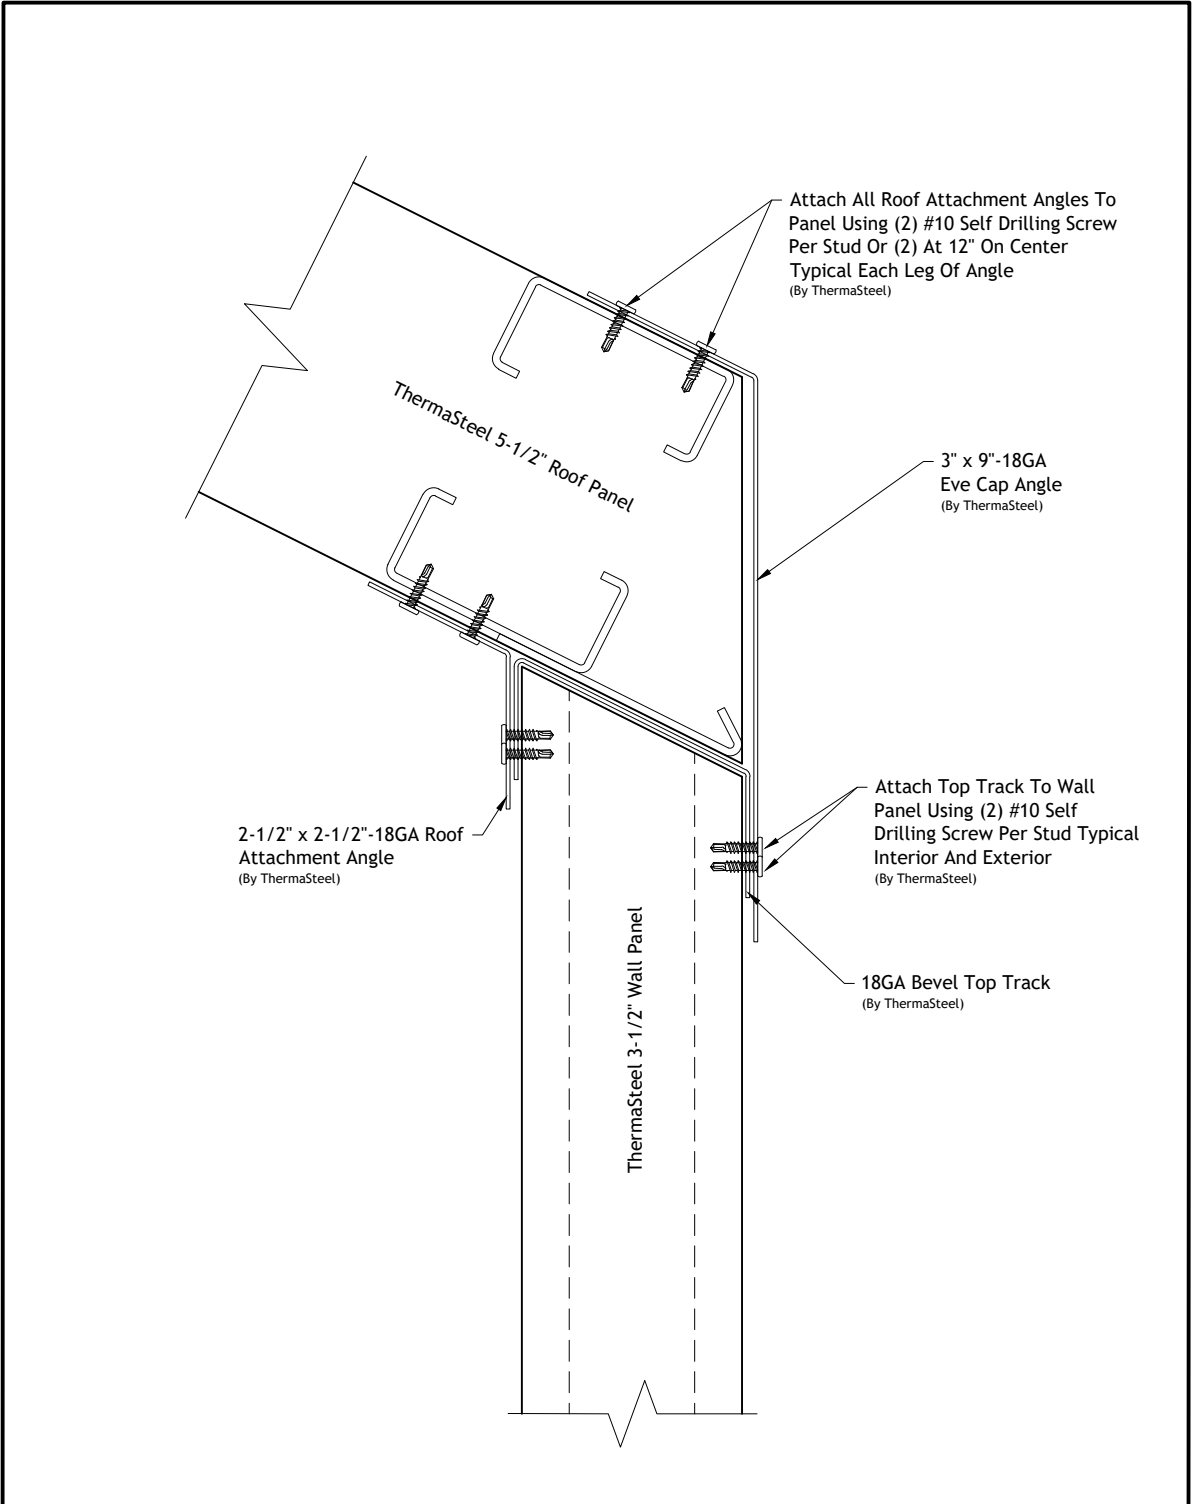 Attach All Roof Attachment Angles To
Panel Using (2) #10 Self Drilling Screw
Per Stud Or (2) At 12" On Center
Typical Each Leg Of Angle
(By ThermaSteel)
ThermaSteel 5-1/2" Roof Panel
3" x 9"-18GA
Eve Cap Angle
(By ThermaSteel)
2-1/2" x 2-1/2"-18GA Roof
Attachment Angle
(By ThermaSteel)
Attach Top Track To Wall
Panel Using (2) #10 Self
Drilling Screw Per Stud Typical
Interior And Exterior
(By ThermaSteel)
ThermaSteel 3-1/2" Wall Panel
18GA Bevel Top Track
(By ThermaSteel)